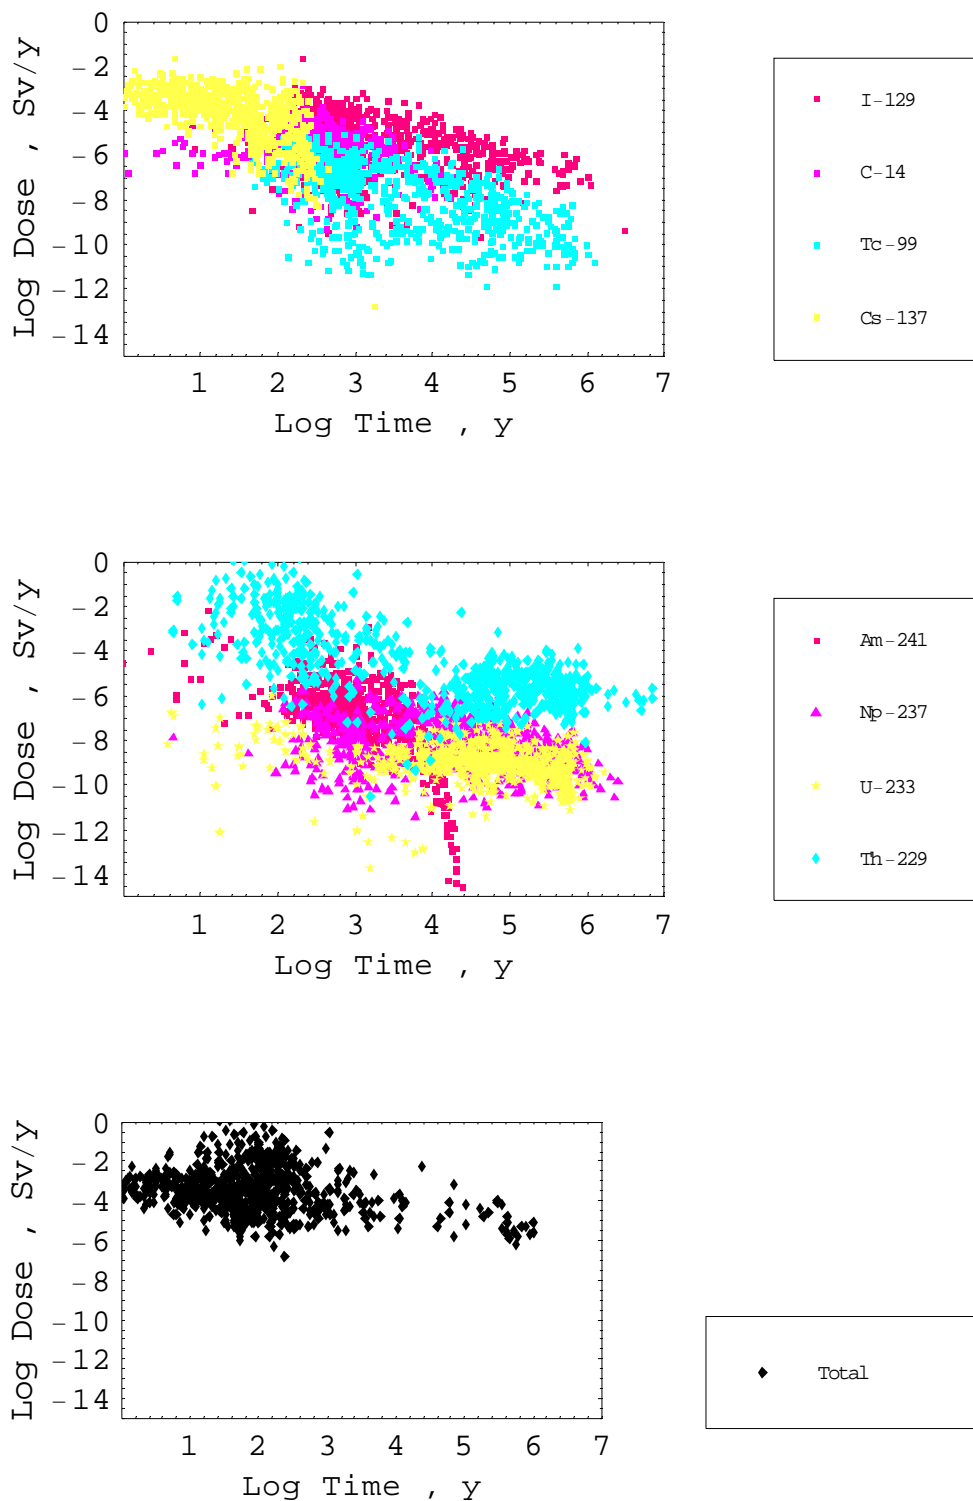 0
-2
-4
-6
-8
-10
-12
-14
Log Dose , Sv/y
1 2 3 4 5 6 7
Log Time , y
I-129
C-14
Tc-99
Cs-137
0
-2
-4
-6
-8
-10
-12
-14
Log Dose , Sv/y
1 2 3 4 5 6 7
Log Time , y
Am-241
Np-237
U-233
Th-229
0
-2
-4
-6
-8
-10
-12
-14
Log Dose , Sv/y
1 2 3 4 5 6 7
Log Time , y
Total